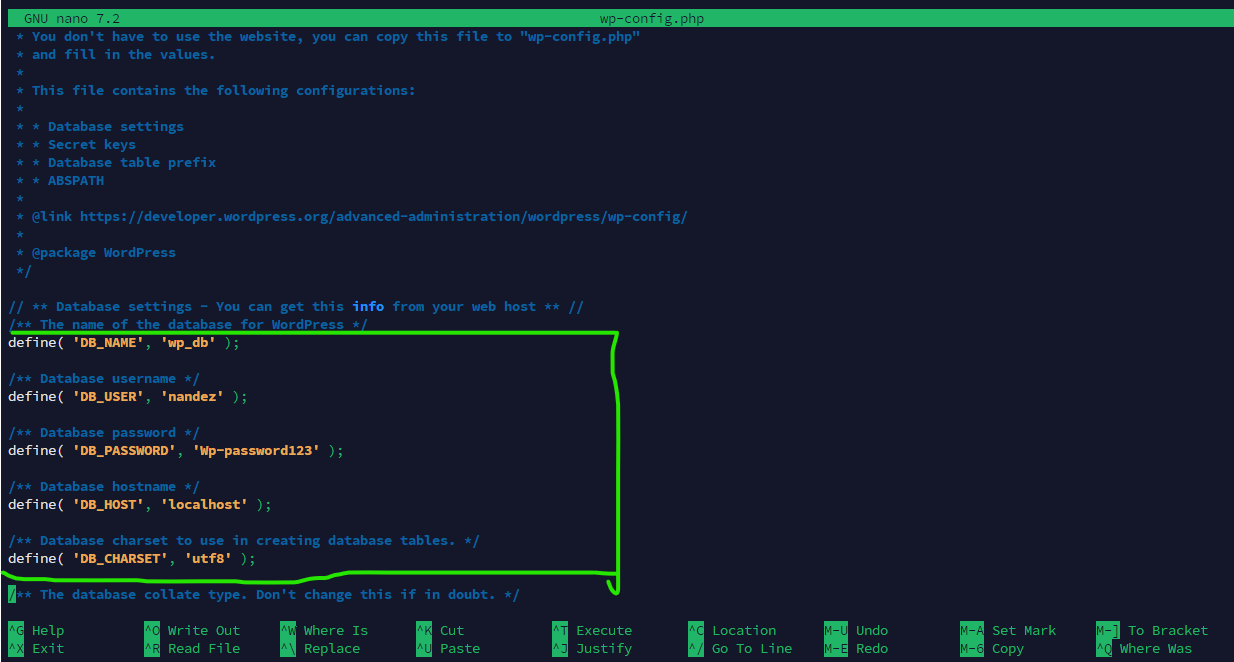 GNU nano 7.2 wp-config.php
* You don't have to use the website, you can copy this file to "wp-config.php"
* and fill in the values.
*
* This file contains the following configurations:
*
* * Database settings
* * Secret keys
* * Database table prefix
* * ABSPATH
*
* @link https://developer.wordpress.org/advanced-administration/wordpress/wp-config/
*
* @package WordPress
*/
// ** Database settings - You can get this info from your web host ** //
/** The name of the database for WordPress */
define( 'DB_NAME', 'wp_db' );
/** Database username */
define( 'DB_USER', 'nandez' );
/** Database password */
define( 'DB_PASSWORD', 'Wp-password123' );
/** Database hostname */
define( 'DB_HOST', 'localhost' );
/** Database charset to use in creating database tables. */
define( 'DB_CHARSET', 'utf8' );
/** The database collate type. Don't change this if in doubt. */
^G Help ^O Write Out ^W Where Is ^K Cut ^T Execute ^C Location M-U Undo M-A Set Mark M-] To Bracket
^X Exit ^R Read File ^\ Replace ^U Paste ^J Justify ^/ Go To Line M-E Redo M-6 Copy ^Q Where Was